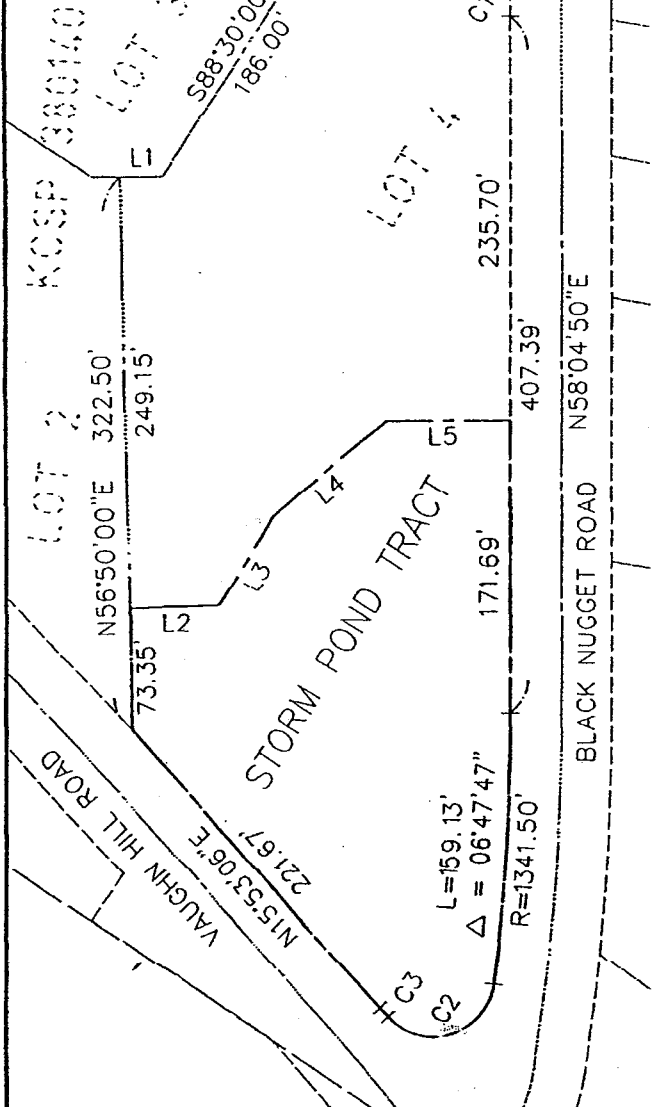 KCSP 380140
LOT
S88°30'00
186.00'
C
L1
LOT 4
LOT 2
N56°50'00"E 322.50'
249.15'
235.70'
407.39'
N58°04'50"E
L5
L4
L3
L2
73.35'
171.69'
STORM POND TRACT
BLACK NUGGET ROAD
VAUGHN HILL ROAD
N15°53'06"E
221.67'
L=159.13'
Δ = 06°47'47"
R=1341.50'
C3
C2